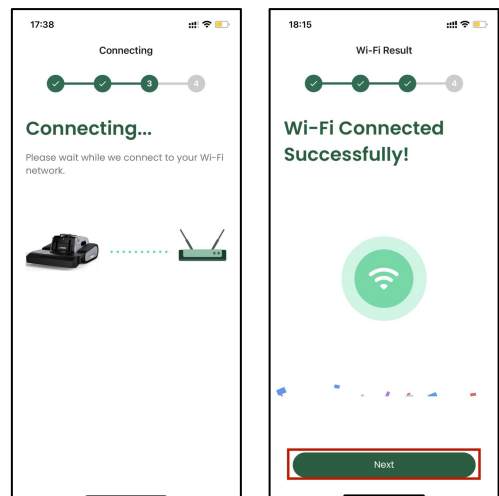 17:38
Connecting
3
4
Connecting...
Please wait while we connect to your Wi-Fi
network.
18:15
Wi-Fi Result
4
Wi-Fi Connected
Successfully!
Next